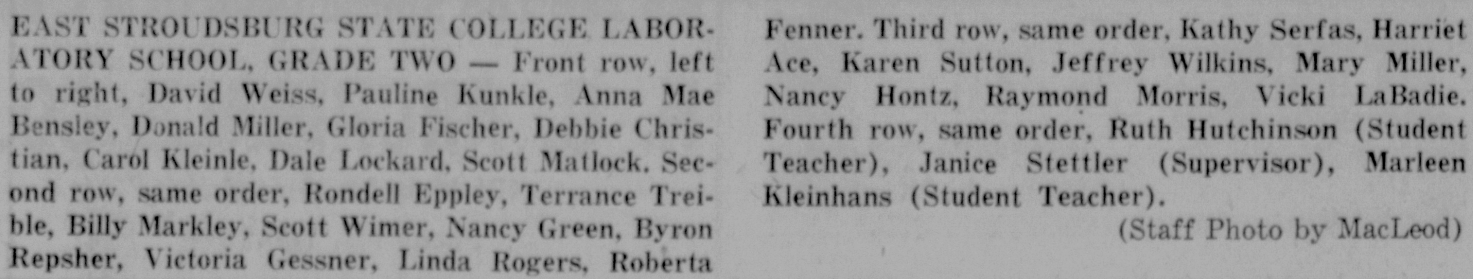 EAST STROUDSBURG STATE COLLEGE LABOR-
ATORY SCHOOL, GRADE TWO — Front row, left
to right, David Weiss, Pauline Kunkle, Anna Mae
Bensley, Donald Miller, Gloria Fischer, Debbie Chris-
tian, Carol Kleinle, Dale Lockard, Scott Matlock. Sec-
ond row, same order, Rondell Eppley, Terrance Trei-
ble, Billy Markley, Scott Wimer, Nancy Green, Byron
Repsher, Victoria Gessner, Linda Rogers, Roberta
Fenner. Third row, same order, Kathy Serfas, Harriet
Ace, Karen Sutton, Jeffrey Wilkins, Mary Miller,
Nancy Hontz, Raymond Morris, Vicki LaBadie.
Fourth row, same order, Ruth Hutchinson (Student
Teacher), Janice Stettler (Supervisor), Marleen
Kleinhans (Student Teacher).
(Staff Photo by MacLeod)